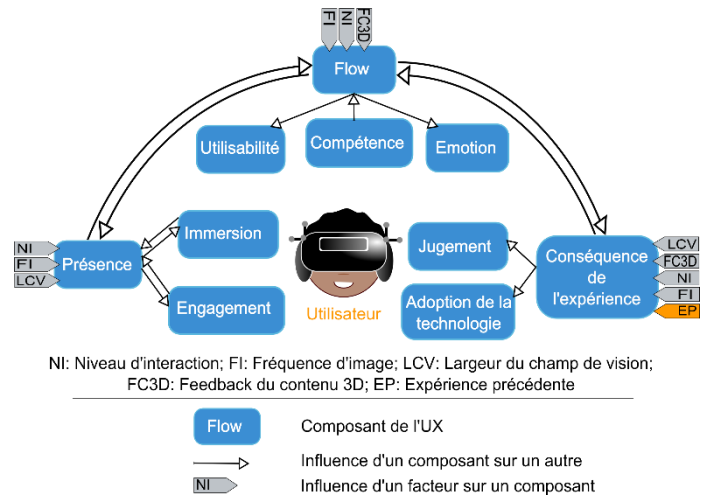 FI
NI
FC3D
Flow
Utilisabilité
Compétence
Emotion
NI
FI
LCV
Présence
Immersion
Engagement
Utilisateur
Jugement
Adoption de la
technologie
Conséquence
de
l'expérience
LCV
FC3D
NI
FI
EP
NI: Niveau d'interaction; FI: Fréquence d'image; LCV: Largeur du champ de vision;
FC3D: Feedback du contenu 3D; EP: Expérience précédente
Flow
Composant de l'UX
Influence d'un composant sur un autre
NI
Influence d'un facteur sur un composant